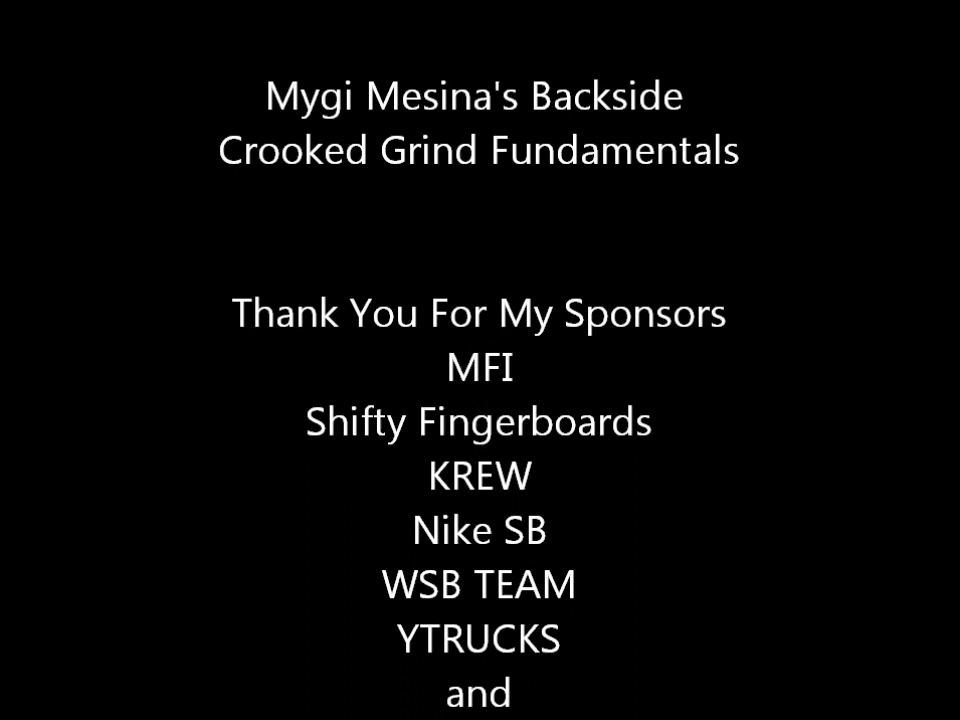 Mygi Mesina's Backside
Crooked Grind Fundamentals
Thank You For My Sponsors
MFI
Shifty Fingerboards
KREW
Nike SB
WSB TEAM
YTRUCKS
and